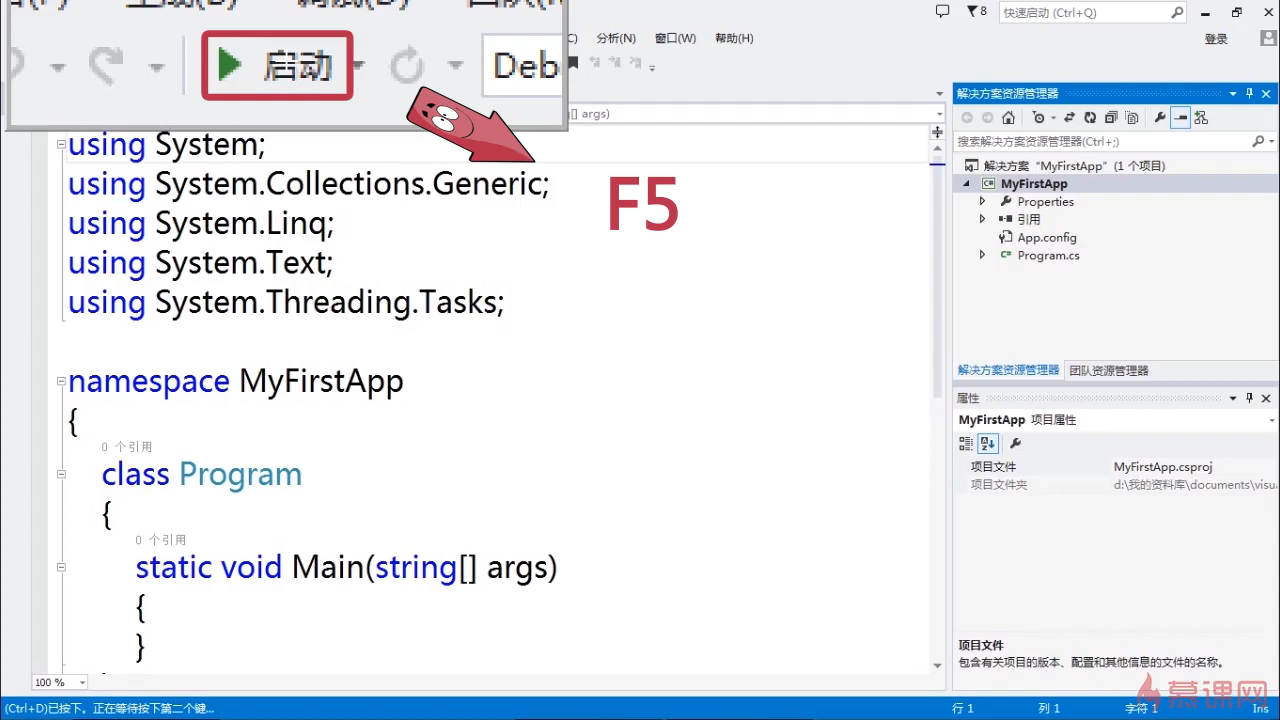 启动
Deb
分析(N) 窗口(W) 帮助(H)
8
快速启动 (Ctrl+Q)
登录
[] args)
using System;
using System.Collections.Generic;
using System.Linq;
using System.Text;
using System.Threading.Tasks;
F5
namespace MyFirstApp
{
0 个引用
class Program
{
0 个引用
static void Main(string[] args)
{
}
100 %
解决方案资源管理器
搜索解决方案资源管理器(Ctrl+;)
解决方案 "MyFirstApp" (1 个项目)
MyFirstApp
Properties
引用
App.config
Program.cs
解决方案资源管理器 团队资源管理器
属性
MyFirstApp 项目属性
项目文件 MyFirstApp.csproj
项目文件夹 d:\我的资料库\documents\visu
项目文件
包含有关项目的版本、配置和其他信息的文件的名称。
慕课网
(Ctrl+D)已按下。正在等待按下第二个键... 行 1 列 1 字符 1 Ins